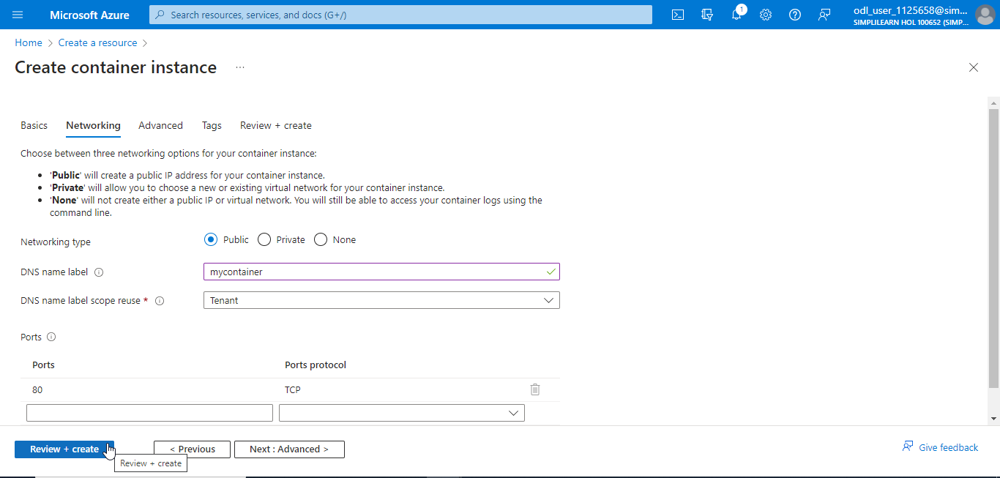 Microsoft Azure
Search resources, services, and docs (G+/)
1
odl_user_1125658@sim...
SIMPLILEARN HOL 100652 (SIMP...
Home > Create a resource >
Create container instance ...
Basics Networking Advanced Tags Review + create
Choose between three networking options for your container instance:
• 'Public' will create a public IP address for your container instance.
• 'Private' will allow you to choose a new or existing virtual network for your container instance.
• 'None' will not create either a public IP or virtual network. You will still be able to access your container logs using the
command line.
Networking type Public Private None
DNS name label mycontainer
DNS name label scope reuse * Tenant
Ports
Ports Ports protocol
80 TCP
Review + create < Previous Next : Advanced > Give feedback
Review + create